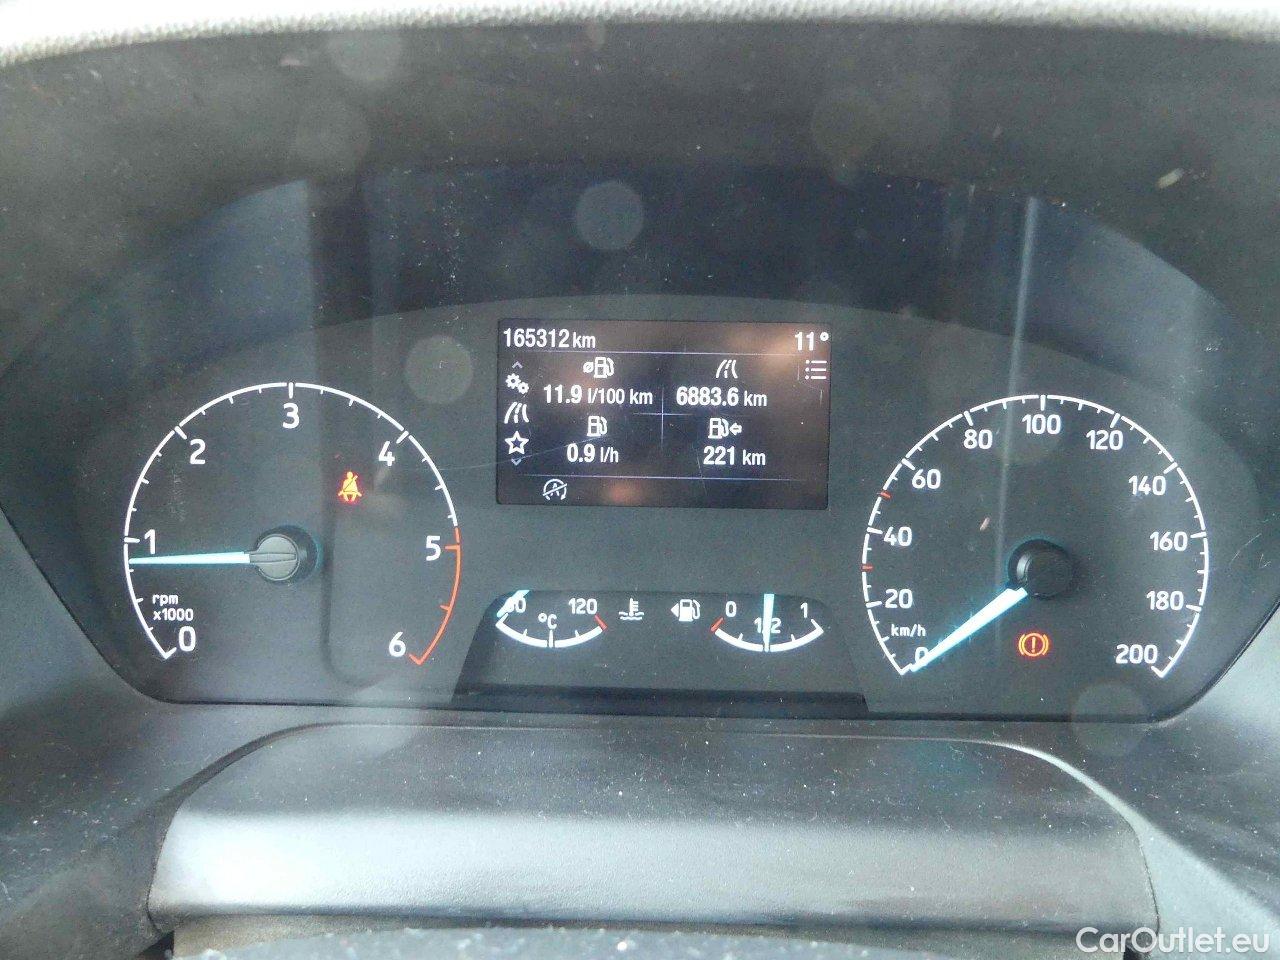 165312 km 11°
11.9 l/100 km 6883.6 km
0.9 l/h 221 km
0 1 2 3 4 5 6
rpm
x1000
120
°C
0 1/2 1
0 20 40 60 80 100 120 140 160 180 200
km/h
CarOutlet.eu